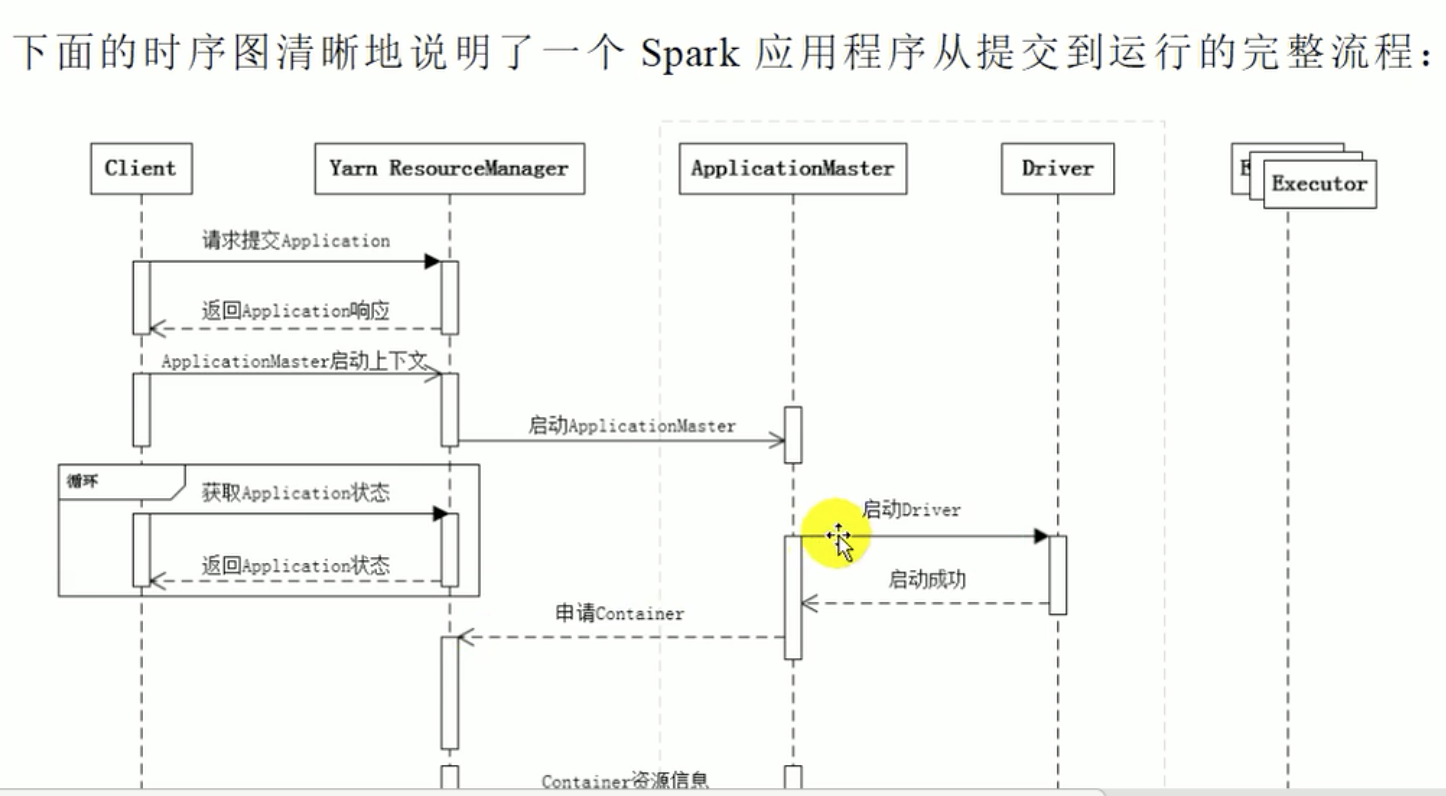 下面的时序图清晰地说明了一个 Spark 应用程序从提交到运行的完整流程：
Client
Yarn ResourceManager
ApplicationMaster
Driver
E
Executor
请求提交Application
返回Application响应
ApplicationMaster启动上下文
启动ApplicationMaster
循环
获取Application状态
启动Driver
返回Application状态
启动成功
申请Container
Container资源信息